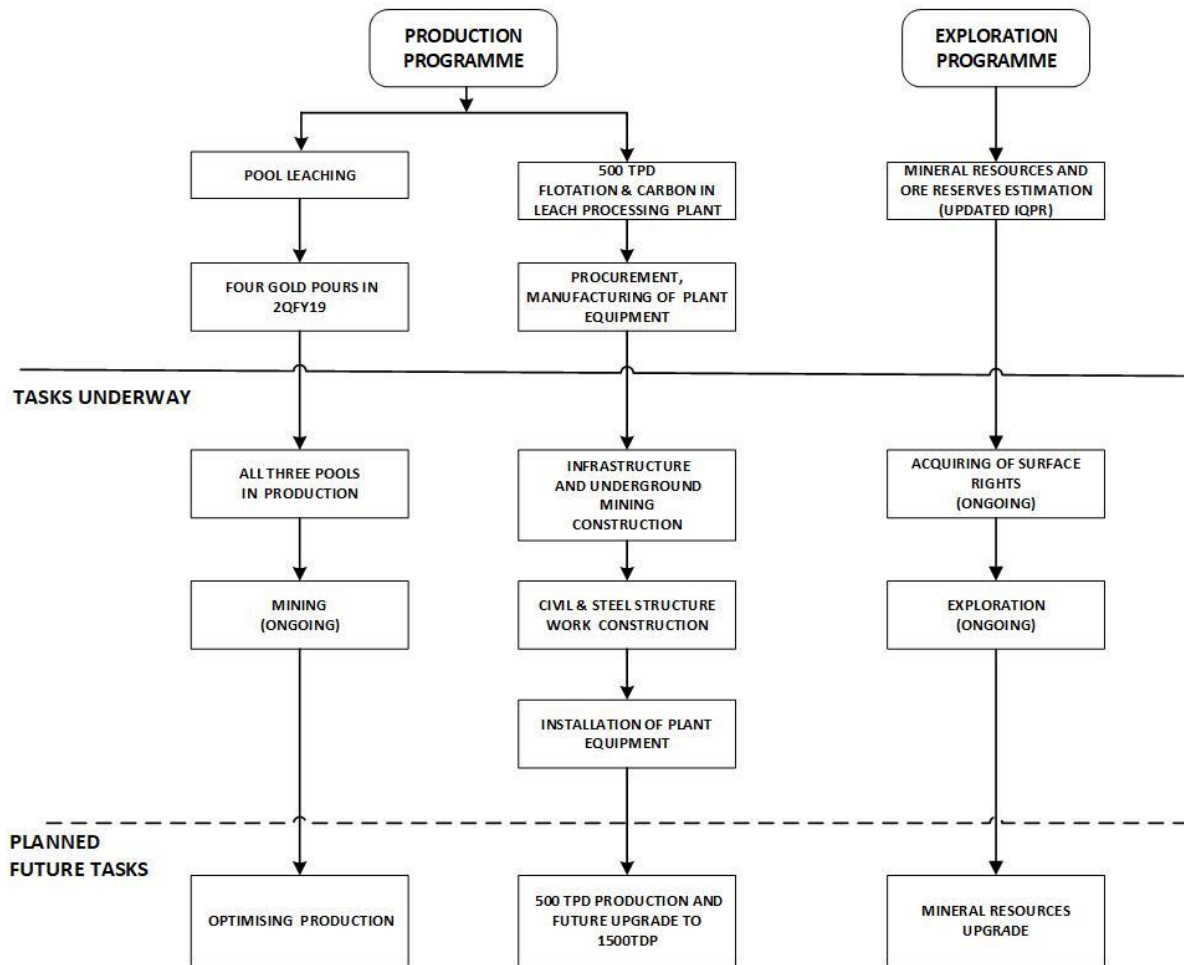 PRODUCTION
PROGRAMME
EXPLORATION
PROGRAMME
POOL LEACHING
500 TPD
FLOTATION & CARBON IN
LEACH PROCESSING PLANT
MINERAL RESOURCES AND
ORE RESERVES ESTIMATION
(UPDATED IQPR)
FOUR GOLD POURS IN
2QFY19
PROCUREMENT,
MANUFACTURING OF PLANT
EQUIPMENT
TASKS UNDERWAY
ALL THREE POOLS
IN PRODUCTION
INFRASTRUCTURE
AND UNDERGROUND
MINING
CONSTRUCTION
ACQUIRING OF SURFACE
RIGHTS
(ONGOING)
MINING
(ONGOING)
CIVIL & STEEL STRUCTURE
WORK CONSTRUCTION
EXPLORATION
(ONGOING)
INSTALLATION OF PLANT
EQUIPMENT
PLANNED
FUTURE TASKS
OPTIMISING PRODUCTION
500 TPD PRODUCTION AND
FUTURE UPGRADE TO
1500TDP
MINERAL RESOURCES
UPGRADE